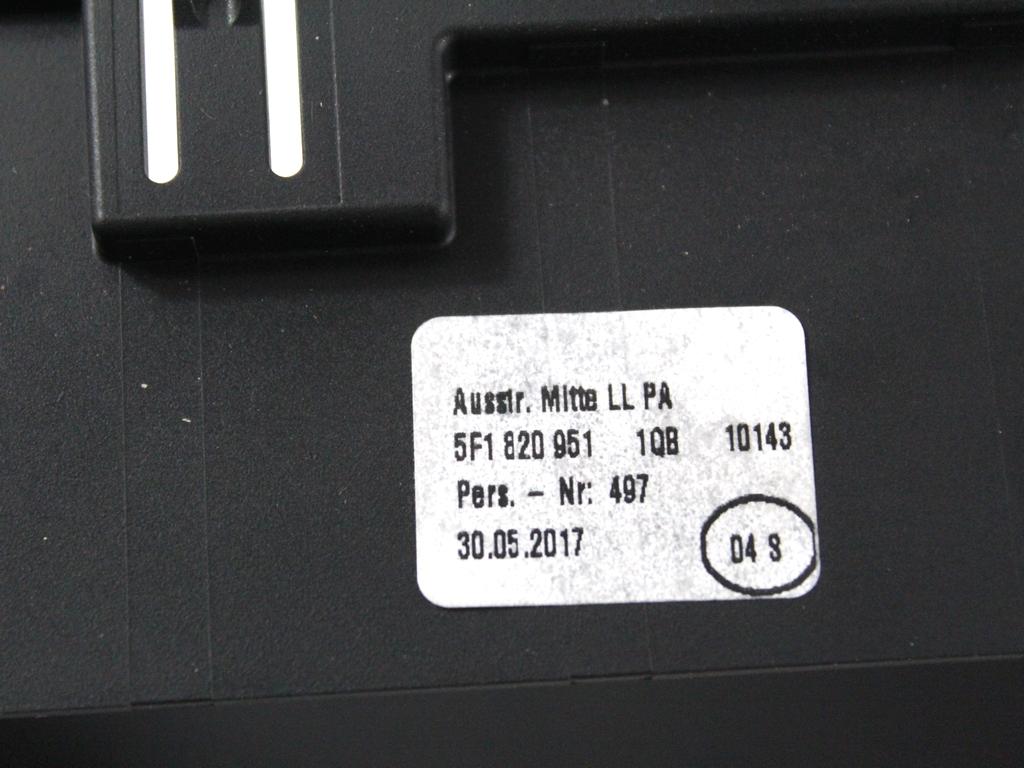 Ausstr. Mitte LL PA
5F1 820 951 1QB 10143
Pers. - Nr: 497
30.05.2017
04 S